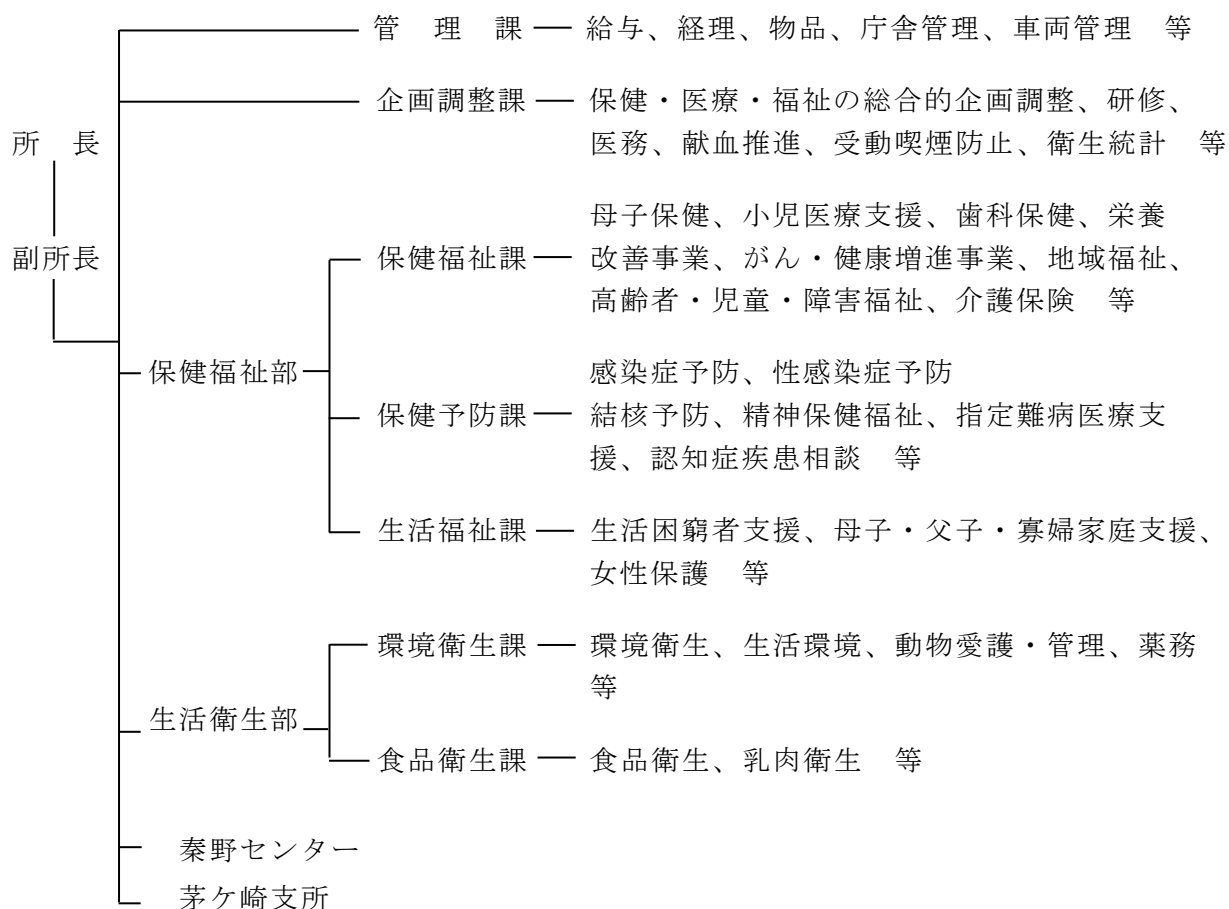 管　理　課 ― 給与、経理、物品、庁舎管理、車両管理　等
企画調整課 ― 保健・医療・福祉の総合的企画調整、研修、
医務、献血推進、受動喫煙防止、衛生統計　等
所　長
副所長
母子保健、小児医療支援、歯科保健、栄養
保健福祉課 ― 改善事業、がん・健康増進事業、地域福祉、
高齢者・児童・障害福祉、介護保険　等
保健福祉部
感染症予防、性感染症予防
保健予防課 ― 結核予防、精神保健福祉、指定難病医療支
援、認知症疾患相談　等
生活福祉課 ― 生活困窮者支援、母子・父子・寡婦家庭支援、
女性保護　等
環境衛生課 ― 環境衛生、生活環境、動物愛護・管理、薬務
等
生活衛生部
食品衛生課 ― 食品衛生、乳肉衛生　等
秦野センター
茅ケ崎支所